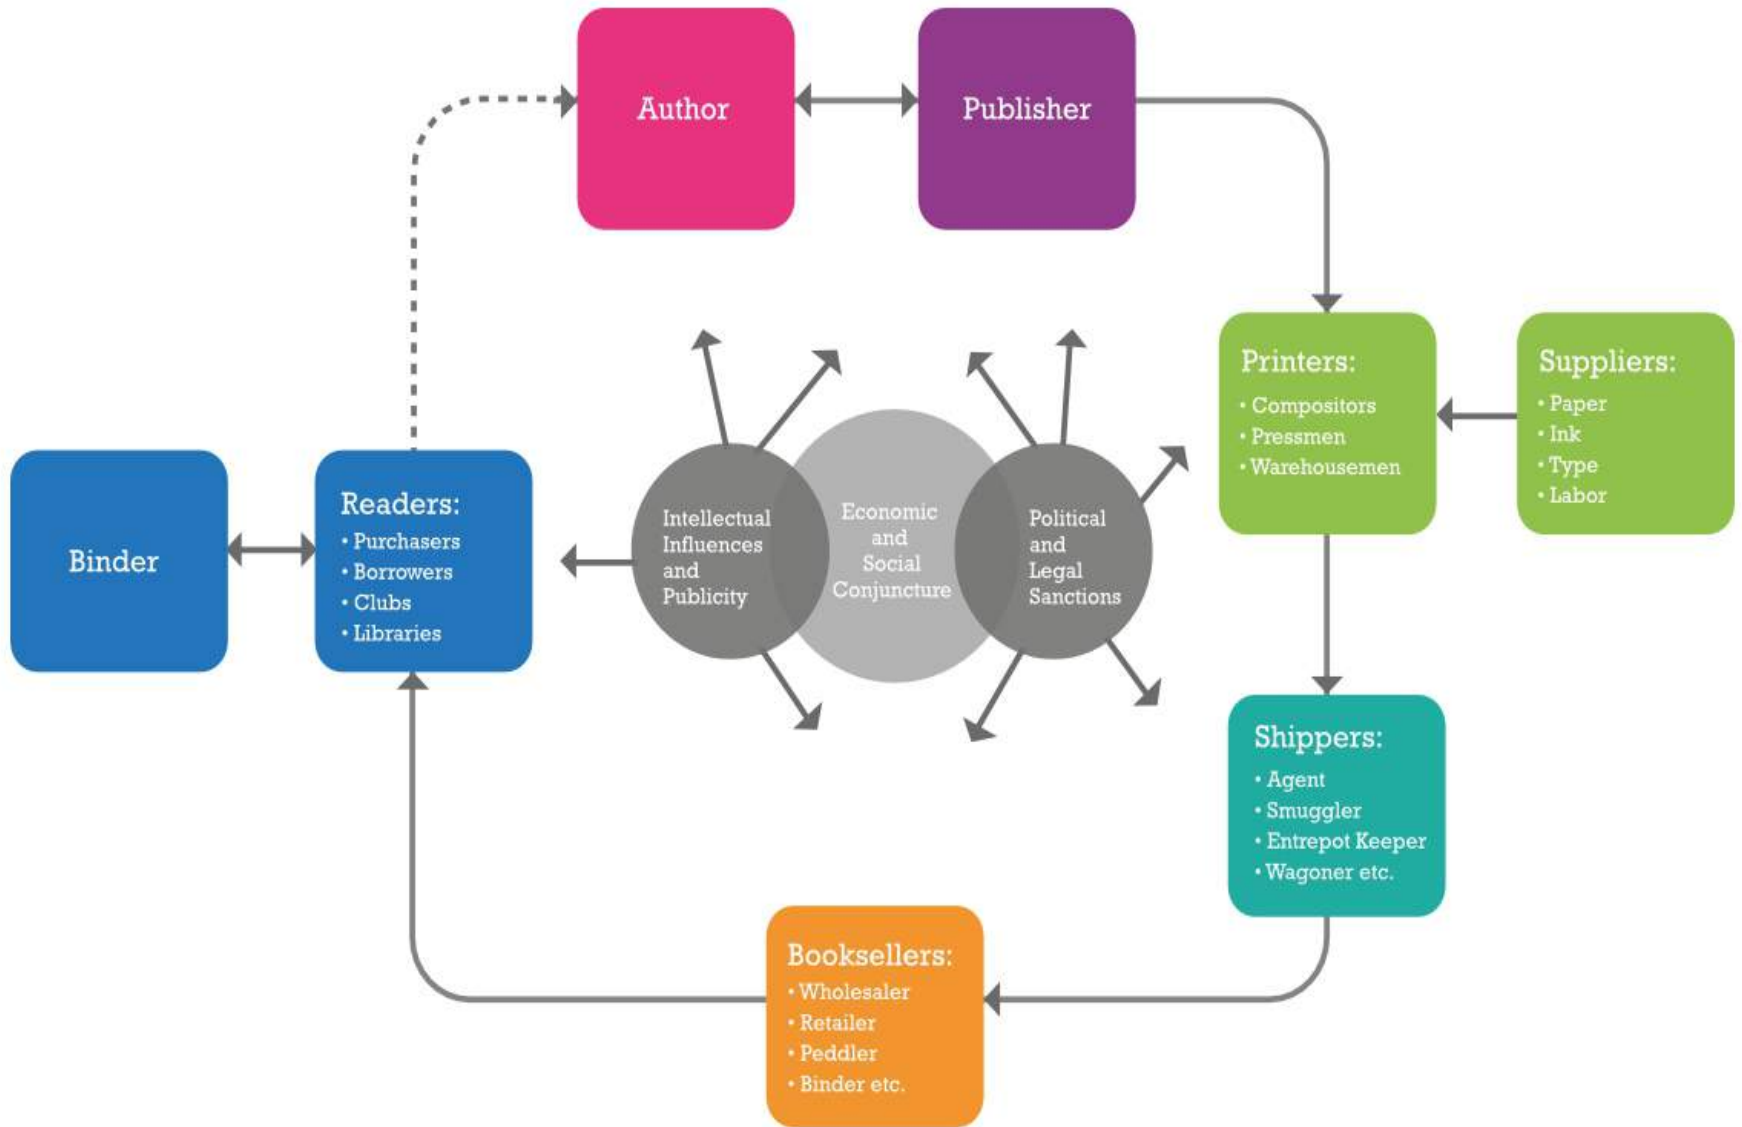 Author
Publisher
Printers:
• Compositors
• Pressmen
• Warehousemen
Suppliers:
• Paper
• Ink
• Type
• Labor
Binder
Readers:
• Purchasers
• Borrowers
• Clubs
• Libraries
Intellectual
Influences
and
Publicity
Economic
and
Social
Conjuncture
Political
and
Legal
Sanctions
Shippers:
• Agent
• Smuggler
• Entrepot Keeper
• Wagoner etc.
Booksellers:
• Wholesaler
• Retailer
• Peddler
• Binder etc.